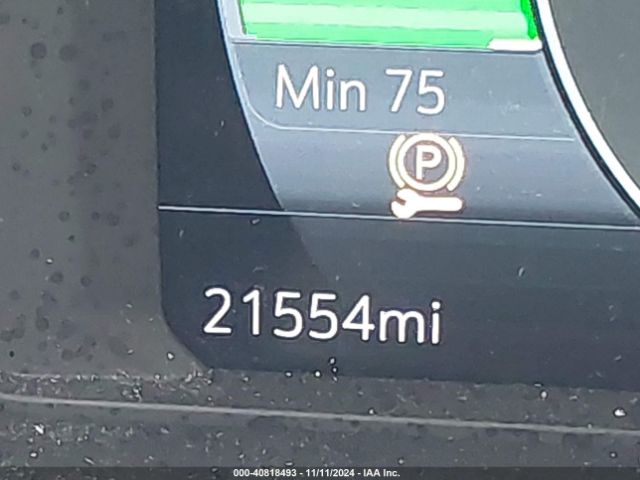 Min 75
P
21554mi
000-40818493 - 11/11/2024 - IAA Inc.